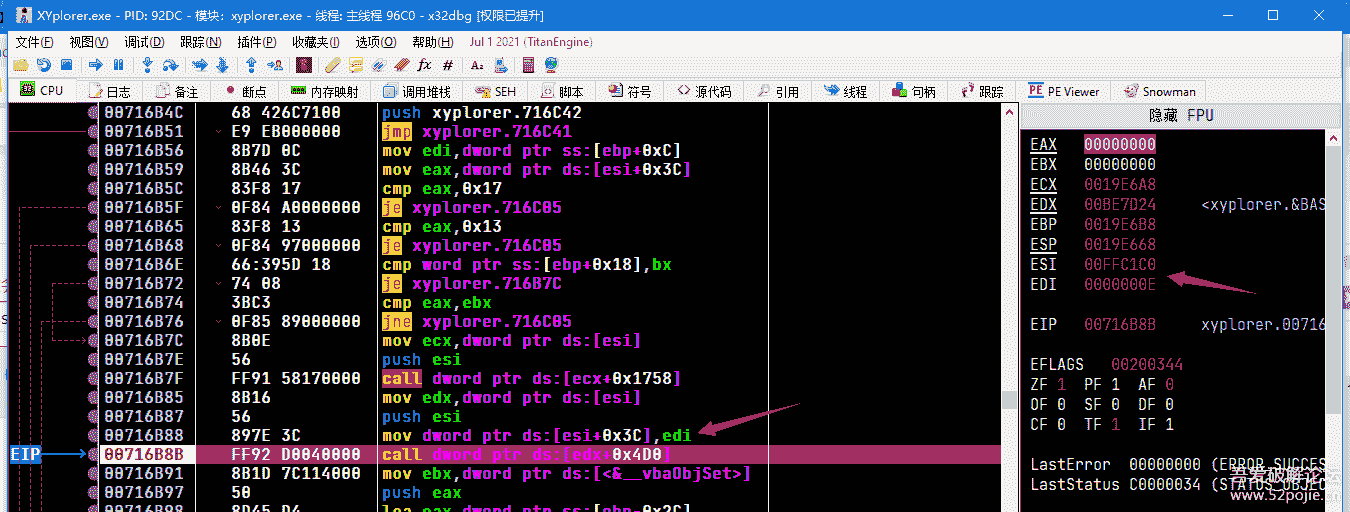 XYplorer.exe - PID: 92DC - 模块：xyplorer.exe - 线程: 主线程 96C0 - x32dbg [权限已提升]
文件(F) 视图(V) 调试(D) 跟踪(N) 插件(P) 收藏夹(I) 选项(O) 帮助(H) Jul 1 2021 (TitanEngine)
CPU 日志 备注 断点 内存映射 调用堆栈 SEH 脚本 符号 源代码 引用 线程 句柄 跟踪 PE Viewer Snowman
00716B4C 68 426C7100 push xyplorer.716C42
00716B51 E9 EB000000 jmp xyplorer.716C41
00716B56 8B7D 0C mov edi,dword ptr ss:[ebp+0xC]
00716B59 8B46 3C mov eax,dword ptr ds:[esi+0x3C]
00716B5C 83F8 17 cmp eax,0x17
00716B5F 0F84 A0000000 je xyplorer.716C05
00716B65 83F8 13 cmp eax,0x13
00716B68 0F84 97000000 je xyplorer.716C05
00716B6E 66:395D 18 cmp word ptr ss:[ebp+0x18],bx
00716B72 74 08 je xyplorer.716B7C
00716B74 3BC3 cmp eax,ebx
00716B76 0F85 89000000 jne xyplorer.716C05
00716B7C 8B0E mov ecx,dword ptr ds:[esi]
00716B7E 56 push esi
00716B7F FF91 58170000 call dword ptr ds:[ecx+0x1758]
00716B85 8B16 mov edx,dword ptr ds:[esi]
00716B87 56 push esi
00716B88 897E 3C mov dword ptr ds:[esi+0x3C],edi
EIP 00716B8B FF92 D0040000 call dword ptr ds:[edx+0x4D0]
00716B91 8B1D 7C114000 mov ebx,dword ptr ds:[<&__vbaObjSet>]
00716B97 50 push eax
00716B98 8D45 D4 lea eax,dword ptr ss:[ebp-0x2C]
隐藏 FPU
EAX 00000000
EBX 00000000
ECX 0019E6A8
EDX 00BE7D24 <xyplorer.&BAS
EBP 0019E6B8
ESP 0019E668
ESI 00FFC1C0
EDI 0000000E
EIP 00716B8B xyplorer.00716
EFLAGS 00200344
ZF 1 PF 1 AF 0
OF 0 SF 0 DF 0
CF 0 TF 1 IF 1
LastError 00000000 (ERROR_SUCCES
LastStatus C0000034 (STATUS_OBJEC
吾爱破解论坛
www.52pojie.cn